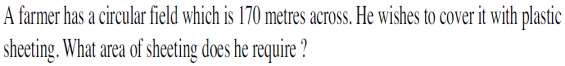 A farmer has a circular field which is 170 metres across. He wishes to cover it with plastic
sheeting. What area of sheeting does he require ?